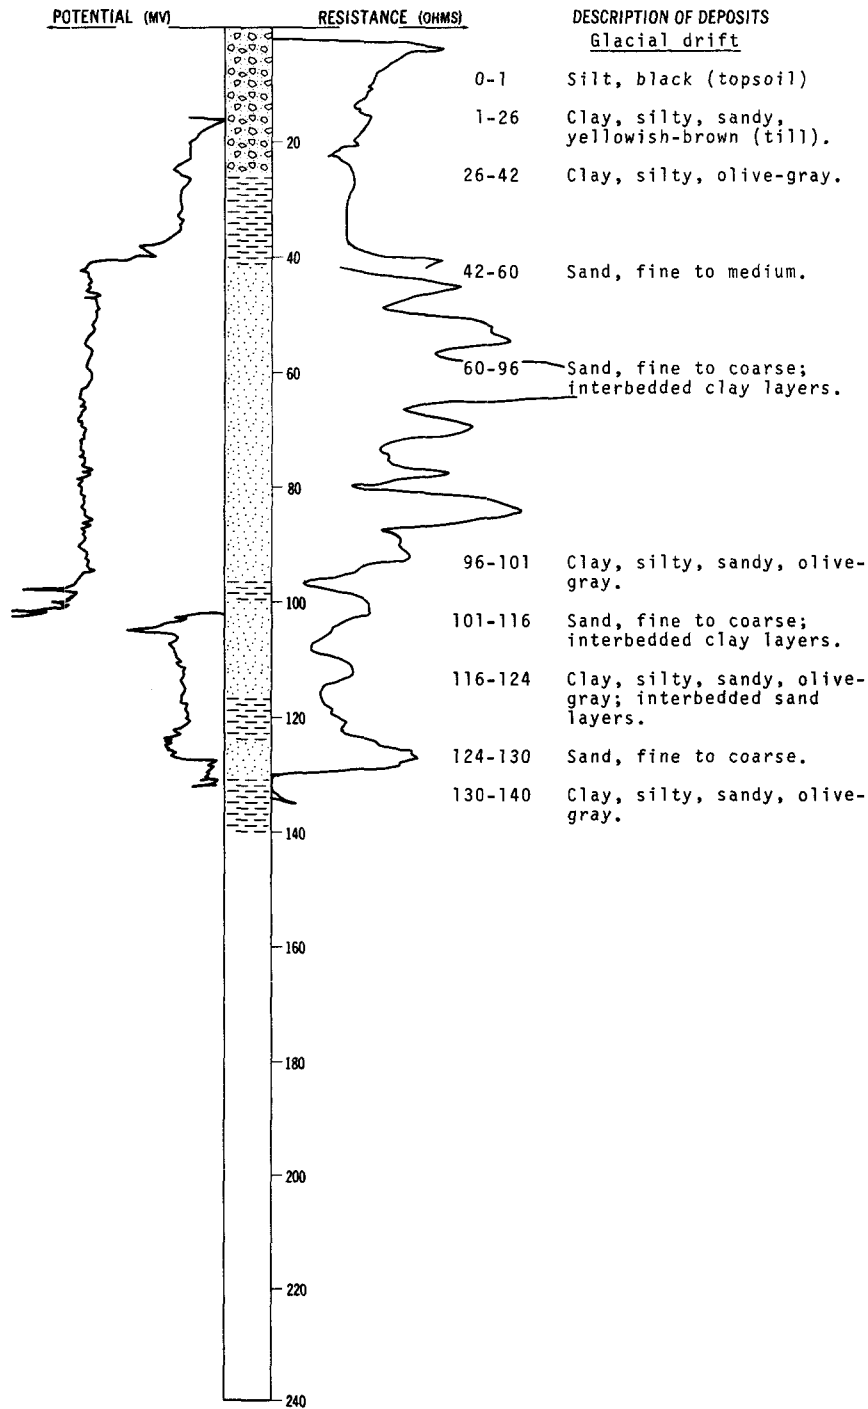 POTENTIAL (MV) RESISTANCE (OHMS) DESCRIPTION OF DEPOSITS
Glacial drift
0-1 Silt, black (topsoil)
1-26 Clay, silty, sandy,
yellowish-brown (till).
20
26-42 Clay, silty, olive-gray.
40
42-60 Sand, fine to medium.
60-96 Sand, fine to coarse;
60
interbedded clay layers.
80
96-101 Clay, silty, sandy, olive-
gray.
100
101-116 Sand, fine to coarse;
interbedded clay layers.
116-124 Clay, silty, sandy, olive-
gray; interbedded sand
layers.
120
124-130 Sand, fine to coarse.
130-140 Clay, silty, sandy, olive-
gray.
140
160
180
200
220
240